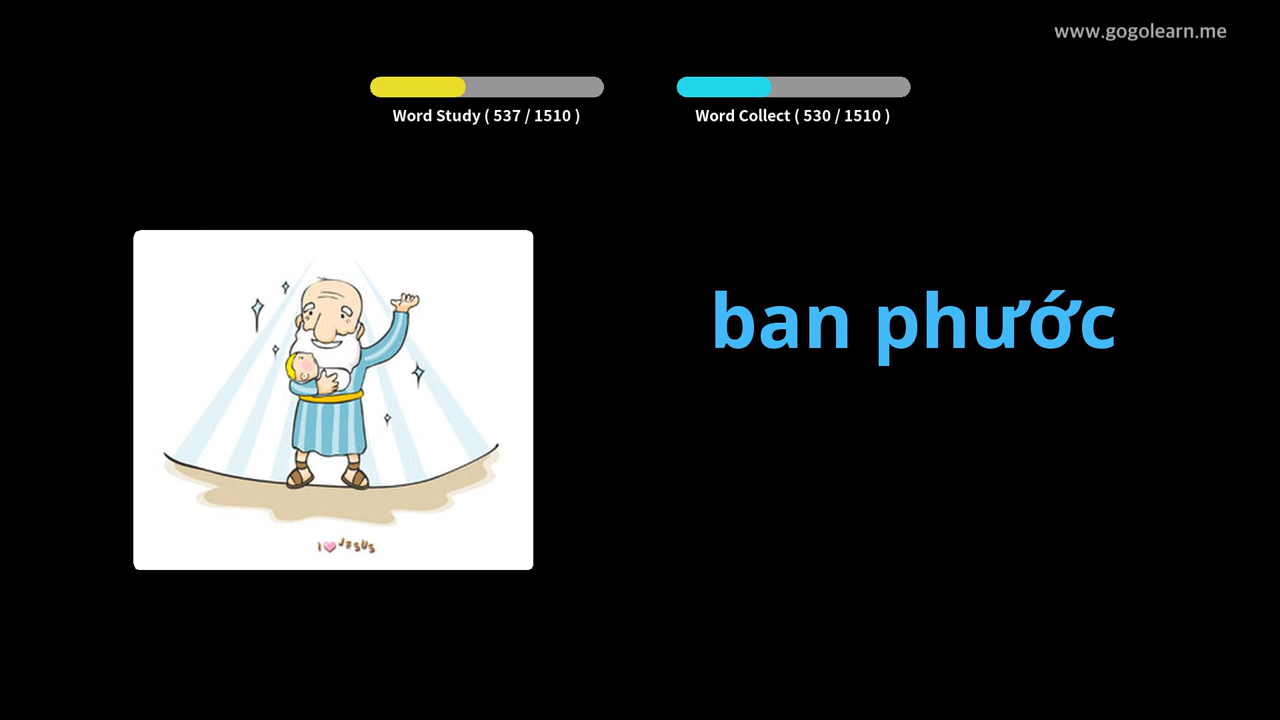 www.gogolearn.me
Word Study ( 537 / 1510 )
Word Collect ( 530 / 1510 )
ban phước
I JESUS